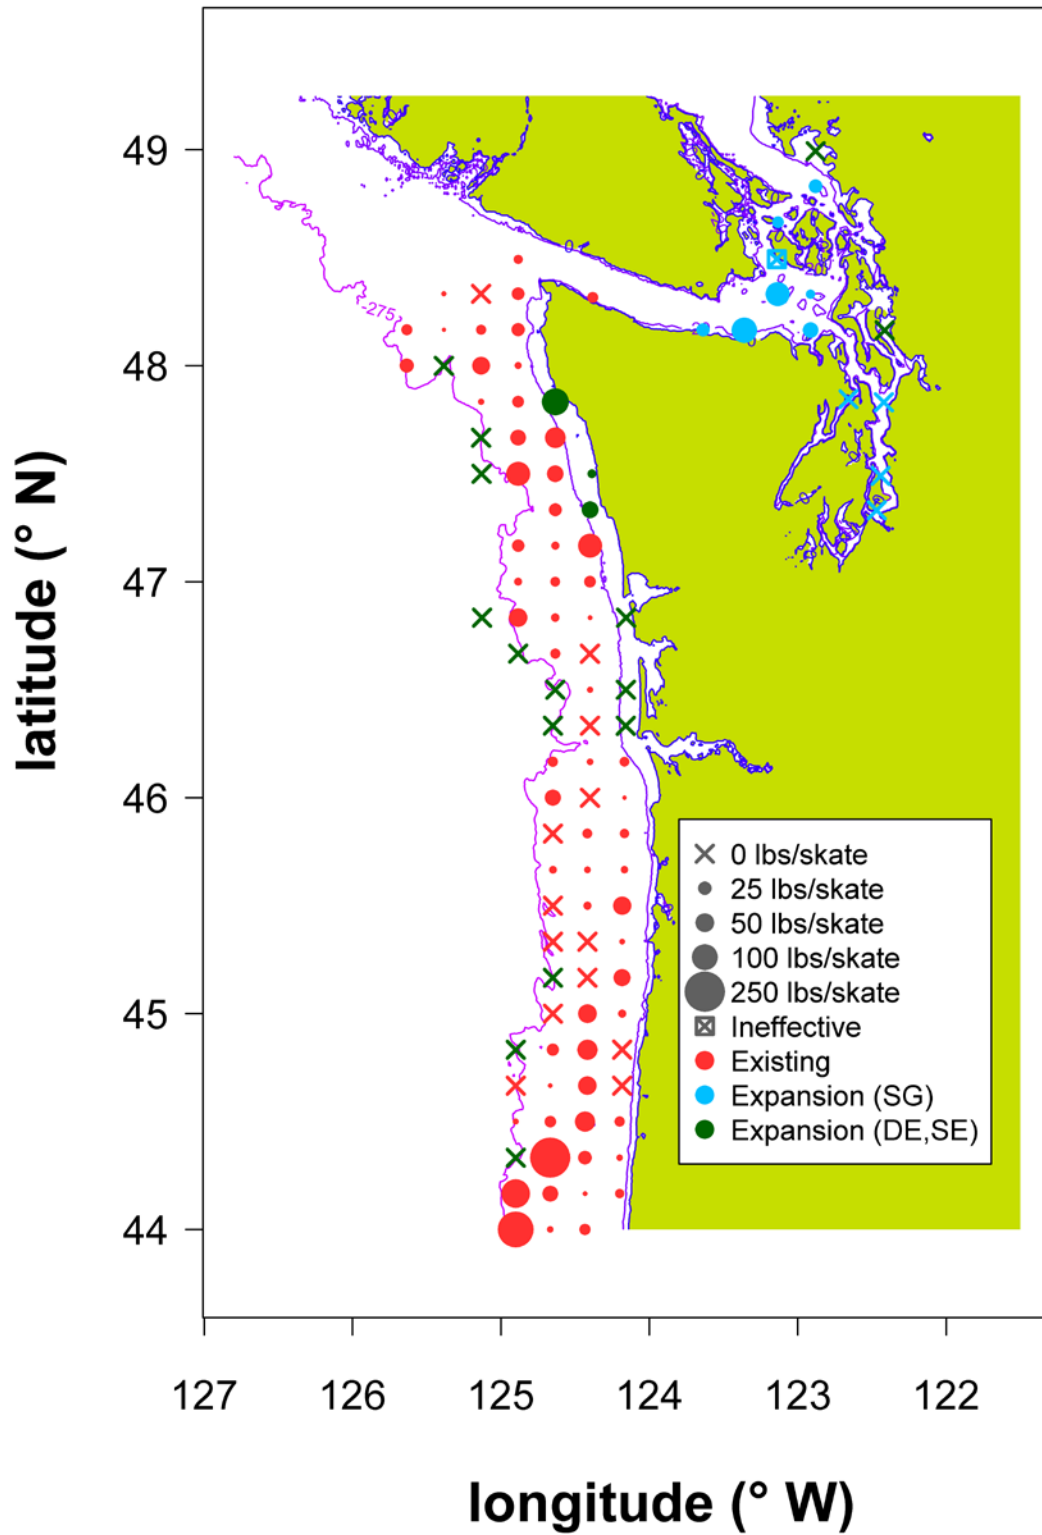 49
48
47
46
45
44
latitude (° N)
-275
0
0 lbs/skate
25 lbs/skate
50 lbs/skate
100 lbs/skate
250 lbs/skate
Ineffective
Existing
Expansion (SG)
Expansion (DE,SE)
127 126 125 124 123 122
longitude (° W)